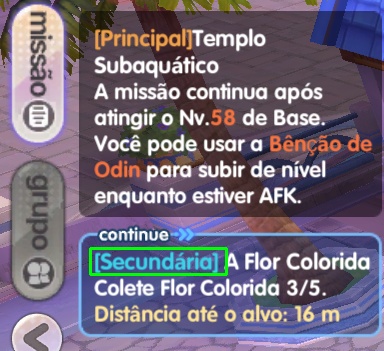 missão
[Principal]Templo
Subaquático
A missão continua após
atingir o Nv.58 de Base.
Você pode usar a Bênção de
Odin para subir de nível
enquanto estiver AFK.
grupo
continue
[Secundária] A Flor Colorida
Colete Flor Colorida 3/5.
Distância até o alvo: 16 m